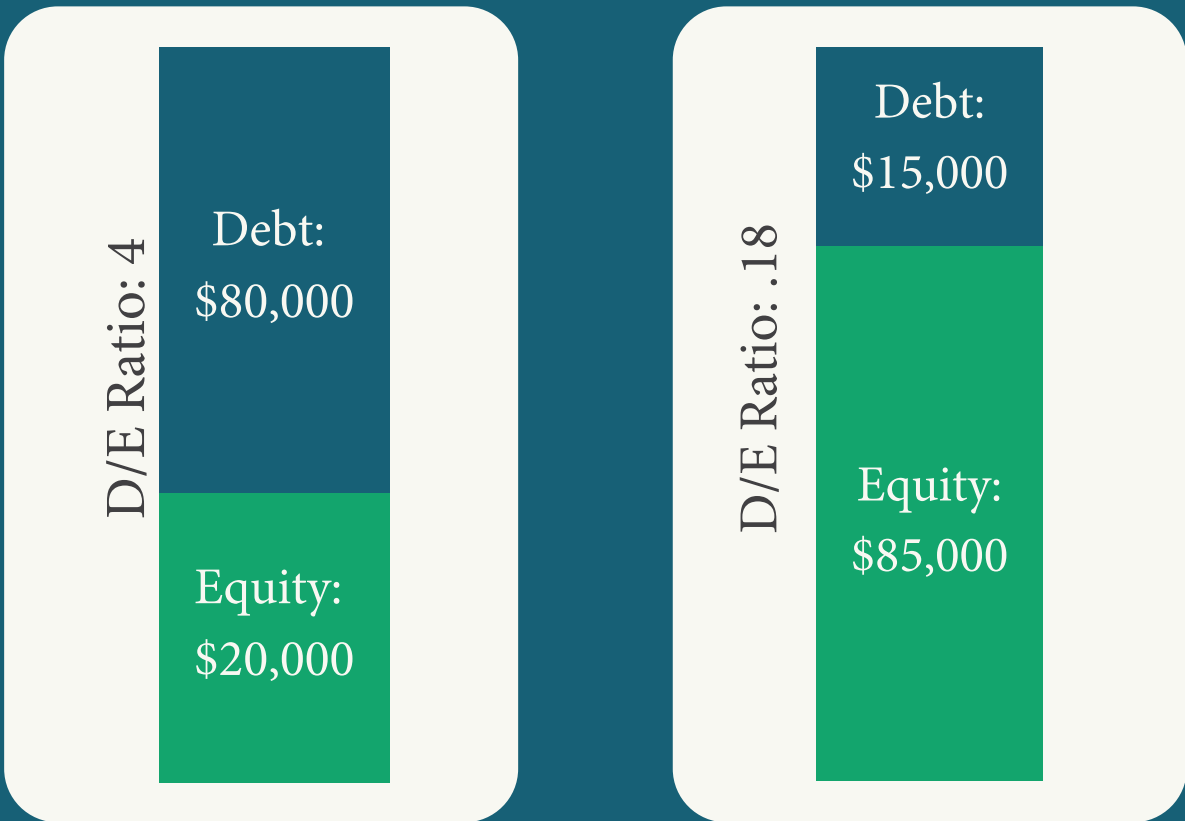 D/E Ratio: 4
Debt:
$80,000
Equity:
$20,000
D/E Ratio: .18
Debt:
$15,000
Equity:
$85,000